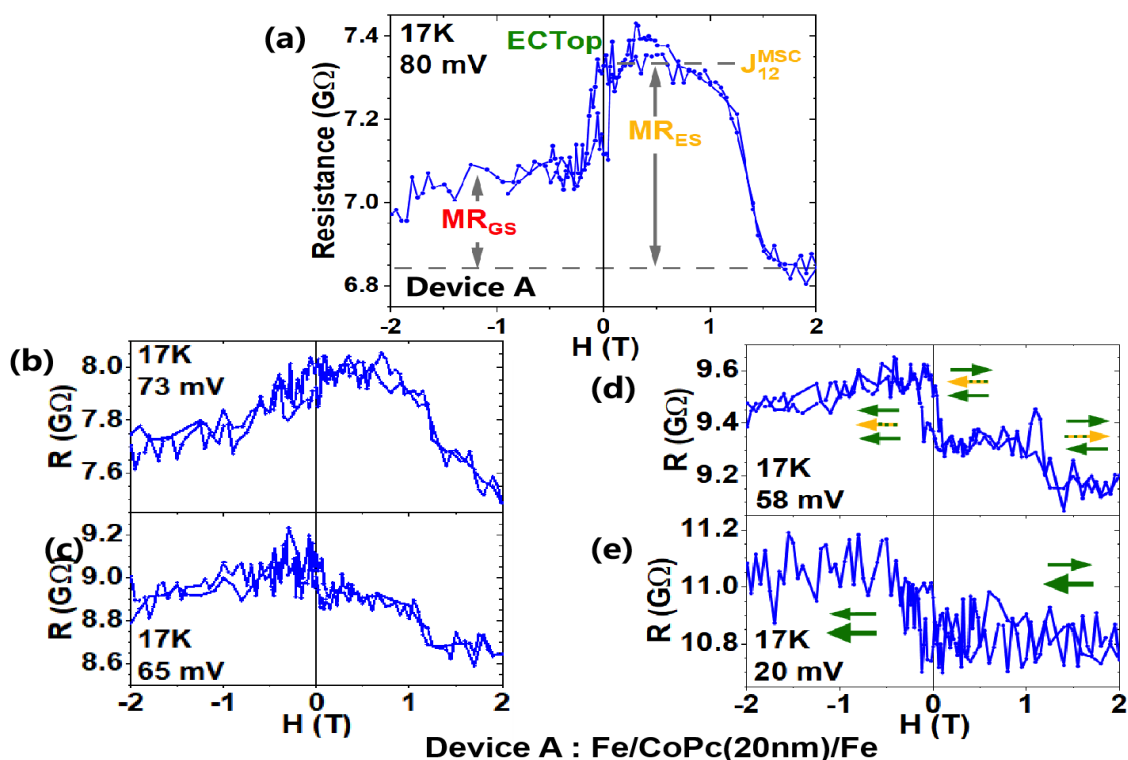 (a)
17K
80 mV
ECTop
J₁₂^MSC
MR_ES
MR_GS
Device A
Resistance (GΩ)
7.4
7.2
7.0
6.8
-2 -1 0 1 2
H (T)
(b)
17K
73 mV
R (GΩ)
8.0
7.8
7.6
(c)
17K
65 mV
R (GΩ)
9.2
9.0
8.8
8.6
-2 -1 0 1 2
H (T)
(d)
17K
58 mV
R (GΩ)
9.6
9.4
9.2
(e)
17K
20 mV
R (GΩ)
11.2
11.0
10.8
-2 -1 0 1 2
H (T)
Device A : Fe/CoPc(20nm)/Fe